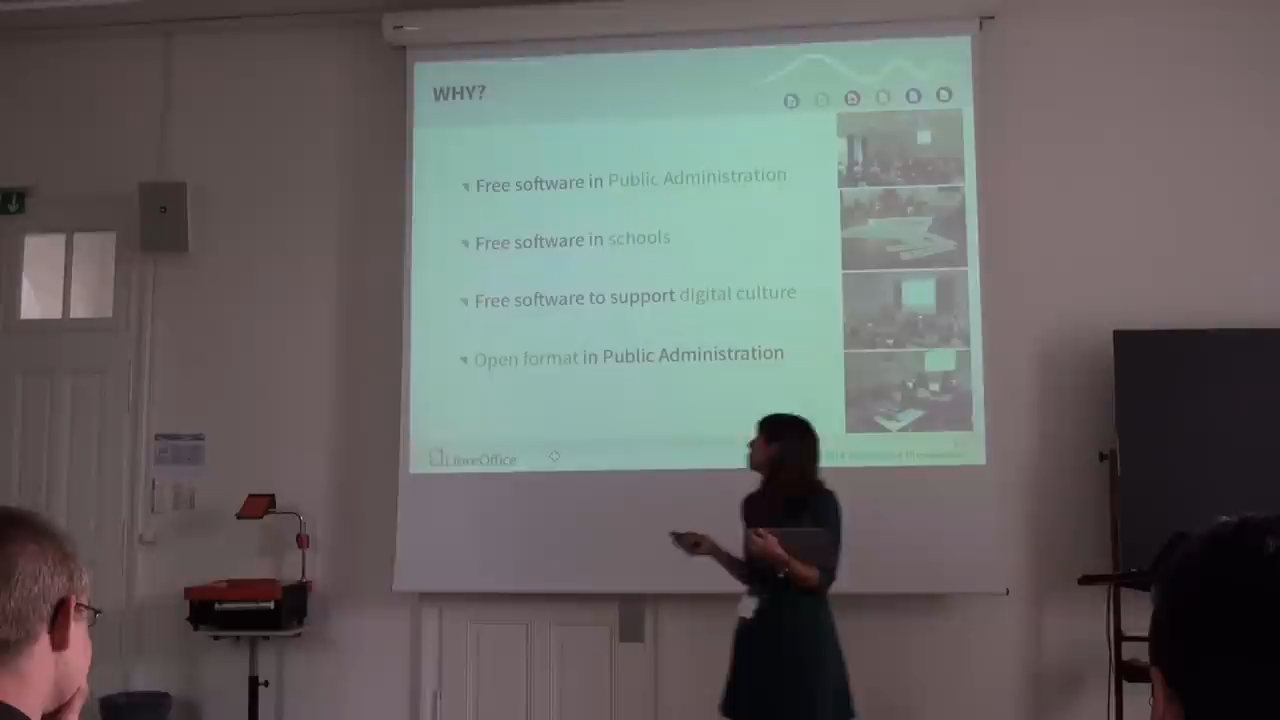 WHY?
Free software in Public Administration
Free software in schools
Free software to support digital culture
Open format in Public Administration
LibreOffice